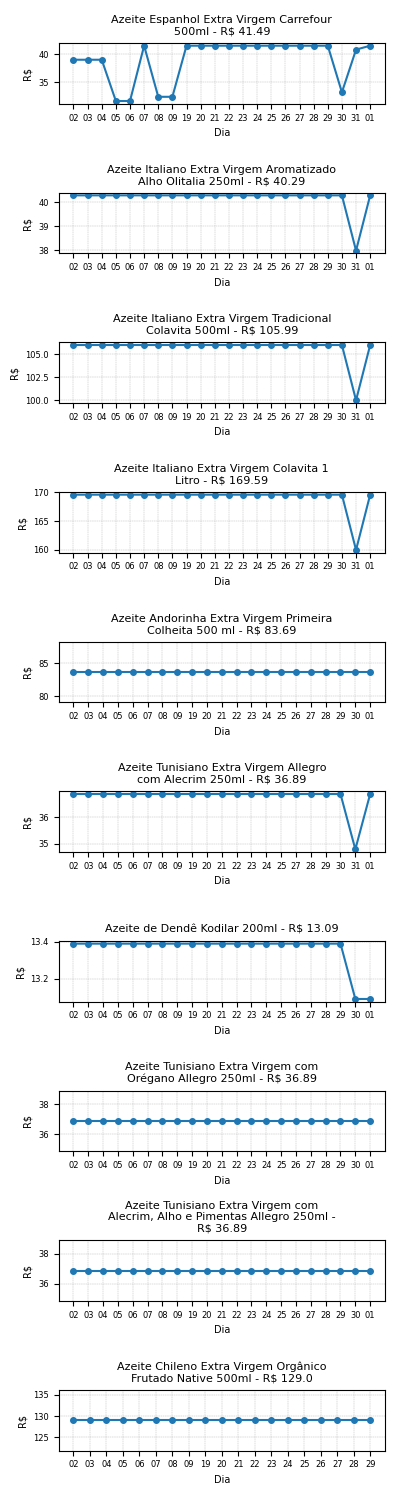 Azeite Espanhol Extra Virgem Carrefour
500ml - R$ 41.49
40
35
R$
02 03 04 05 06 07 08 09 19 20 21 22 23 24 25 26 27 28 29 30 31 01
Dia
Azeite Italiano Extra Virgem Aromatizado
Alho Olitalia 250ml - R$ 40.29
40
39
38
R$
02 03 04 05 06 07 08 09 19 20 21 22 23 24 25 26 27 28 29 30 31 01
Dia
Azeite Italiano Extra Virgem Tradicional
Colavita 500ml - R$ 105.99
105.0
102.5
100.0
R$
02 03 04 05 06 07 08 09 19 20 21 22 23 24 25 26 27 28 29 30 31 01
Dia
Azeite Italiano Extra Virgem Colavita 1
Litro - R$ 169.59
170
165
160
R$
02 03 04 05 06 07 08 09 19 20 21 22 23 24 25 26 27 28 29 30 31 01
Dia
Azeite Andorinha Extra Virgem Primeira
Colheita 500 ml - R$ 83.69
85
80
R$
02 03 04 05 06 07 08 09 19 20 21 22 23 24 25 26 27 28 29 30 31 01
Dia
Azeite Tunisiano Extra Virgem Allegro
com Alecrim 250ml - R$ 36.89
36
35
R$
02 03 04 05 06 07 08 09 19 20 21 22 23 24 25 26 27 28 29 30 31 01
Dia
Azeite de Dendê Kodilar 200ml - R$ 13.09
13.4
13.2
R$
02 03 04 05 06 07 08 09 19 20 21 22 23 24 25 26 27 28 29 30 31 01
Dia
Azeite Tunisiano Extra Virgem com
Orégano Allegro 250ml - R$ 36.89
38
36
R$
02 03 04 05 06 07 08 09 19 20 21 22 23 24 25 26 27 28 29 30 31 01
Dia
Azeite Tunisiano Extra Virgem com
Alecrim, Alho e Pimentas Allegro 250ml -
R$ 36.89
38
36
R$
02 03 04 05 06 07 08 09 19 20 21 22 23 24 25 26 27 28 29 30 31 01
Dia
Azeite Chileno Extra Virgem Orgânico
Frutado Native 500ml - R$ 129.0
135
130
125
R$
02 03 04 05 06 07 08 09 19 20 21 22 23 24 25 26 27 28 29
Dia